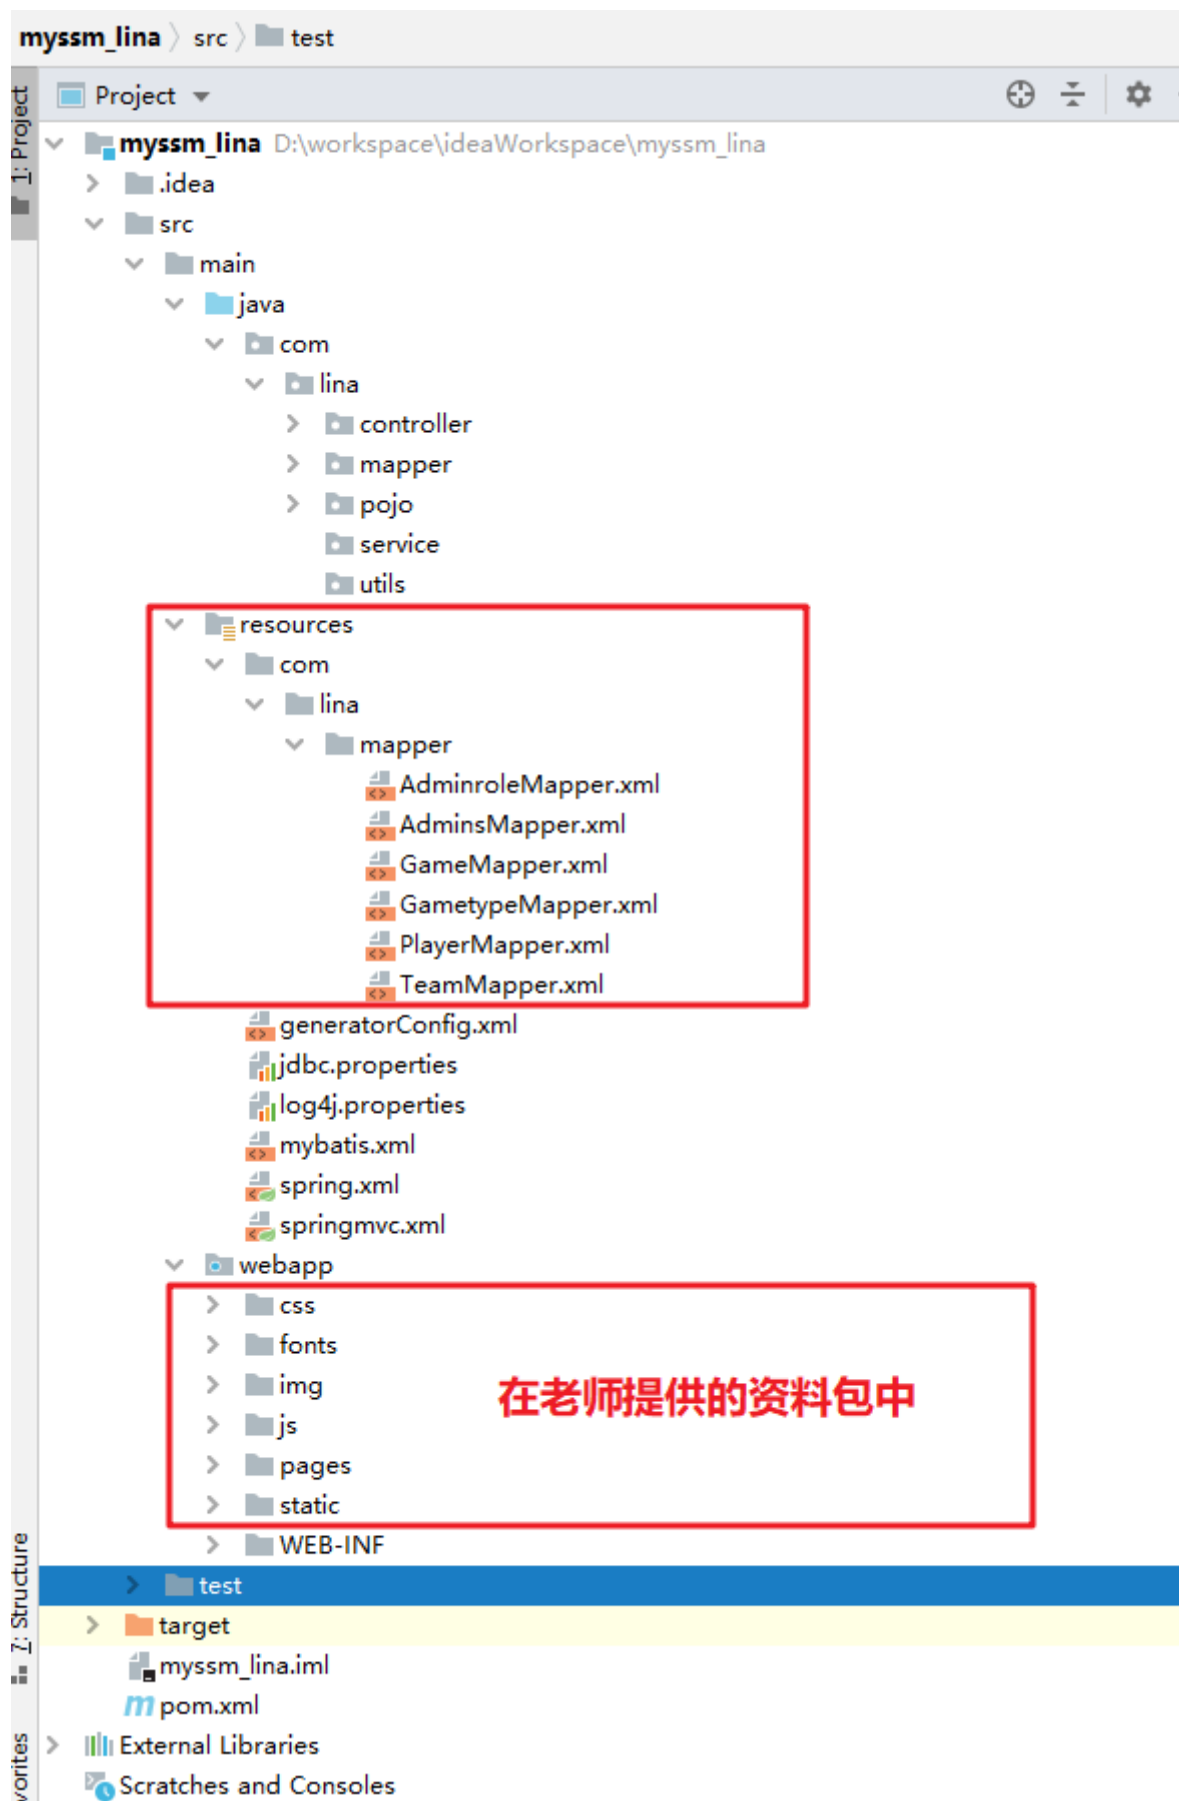 myssm_lina 〉 src 〉 test
1: Project
Project
myssm_lina D:\workspace\ideaWorkspace\myssm_lina
.idea
src
main
java
com
lina
controller
mapper
pojo
service
utils
resources
com
lina
mapper
AdminroleMapper.xml
AdminsMapper.xml
GameMapper.xml
GametypeMapper.xml
PlayerMapper.xml
TeamMapper.xml
generatorConfig.xml
jdbc.properties
log4j.properties
mybatis.xml
spring.xml
springmvc.xml
webapp
css
fonts
img
在老师提供的资料包中
js
pages
static
WEB-INF
7: Structure
test
target
myssm_lina.iml
pom.xml
vorites
External Libraries
Scratches and Consoles